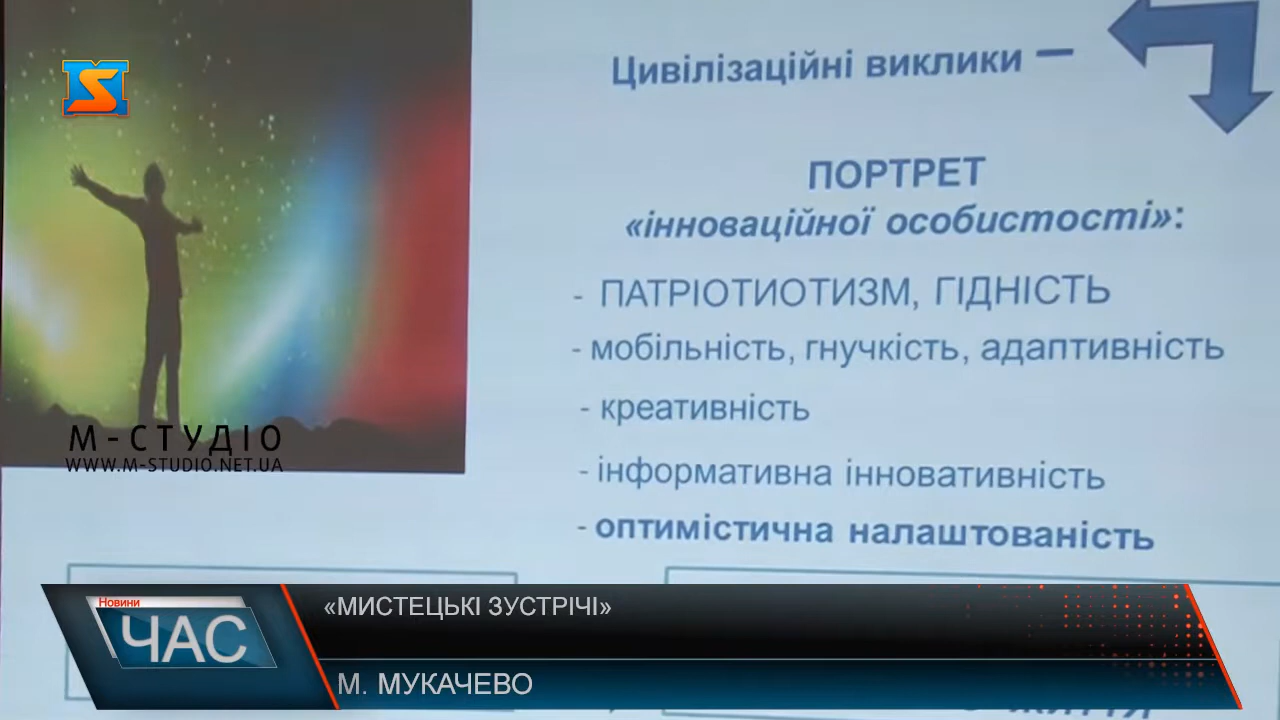 Цивілізаційні виклики –
ПОРТРЕТ
«інноваційної особистості»:
- ПАТРІОТИОТИЗМ, ГІДНІСТЬ
- мобільність, гнучкість, адаптивність
- креативність
- інформативна інновативність
- оптимістична налаштованість
М-СТУДІО
WWW.M-STUDIO.NET.UA
Новини
ЧАС
«МИСТЕЦЬКІ ЗУСТРІЧІ»
М. МУКАЧЕВО